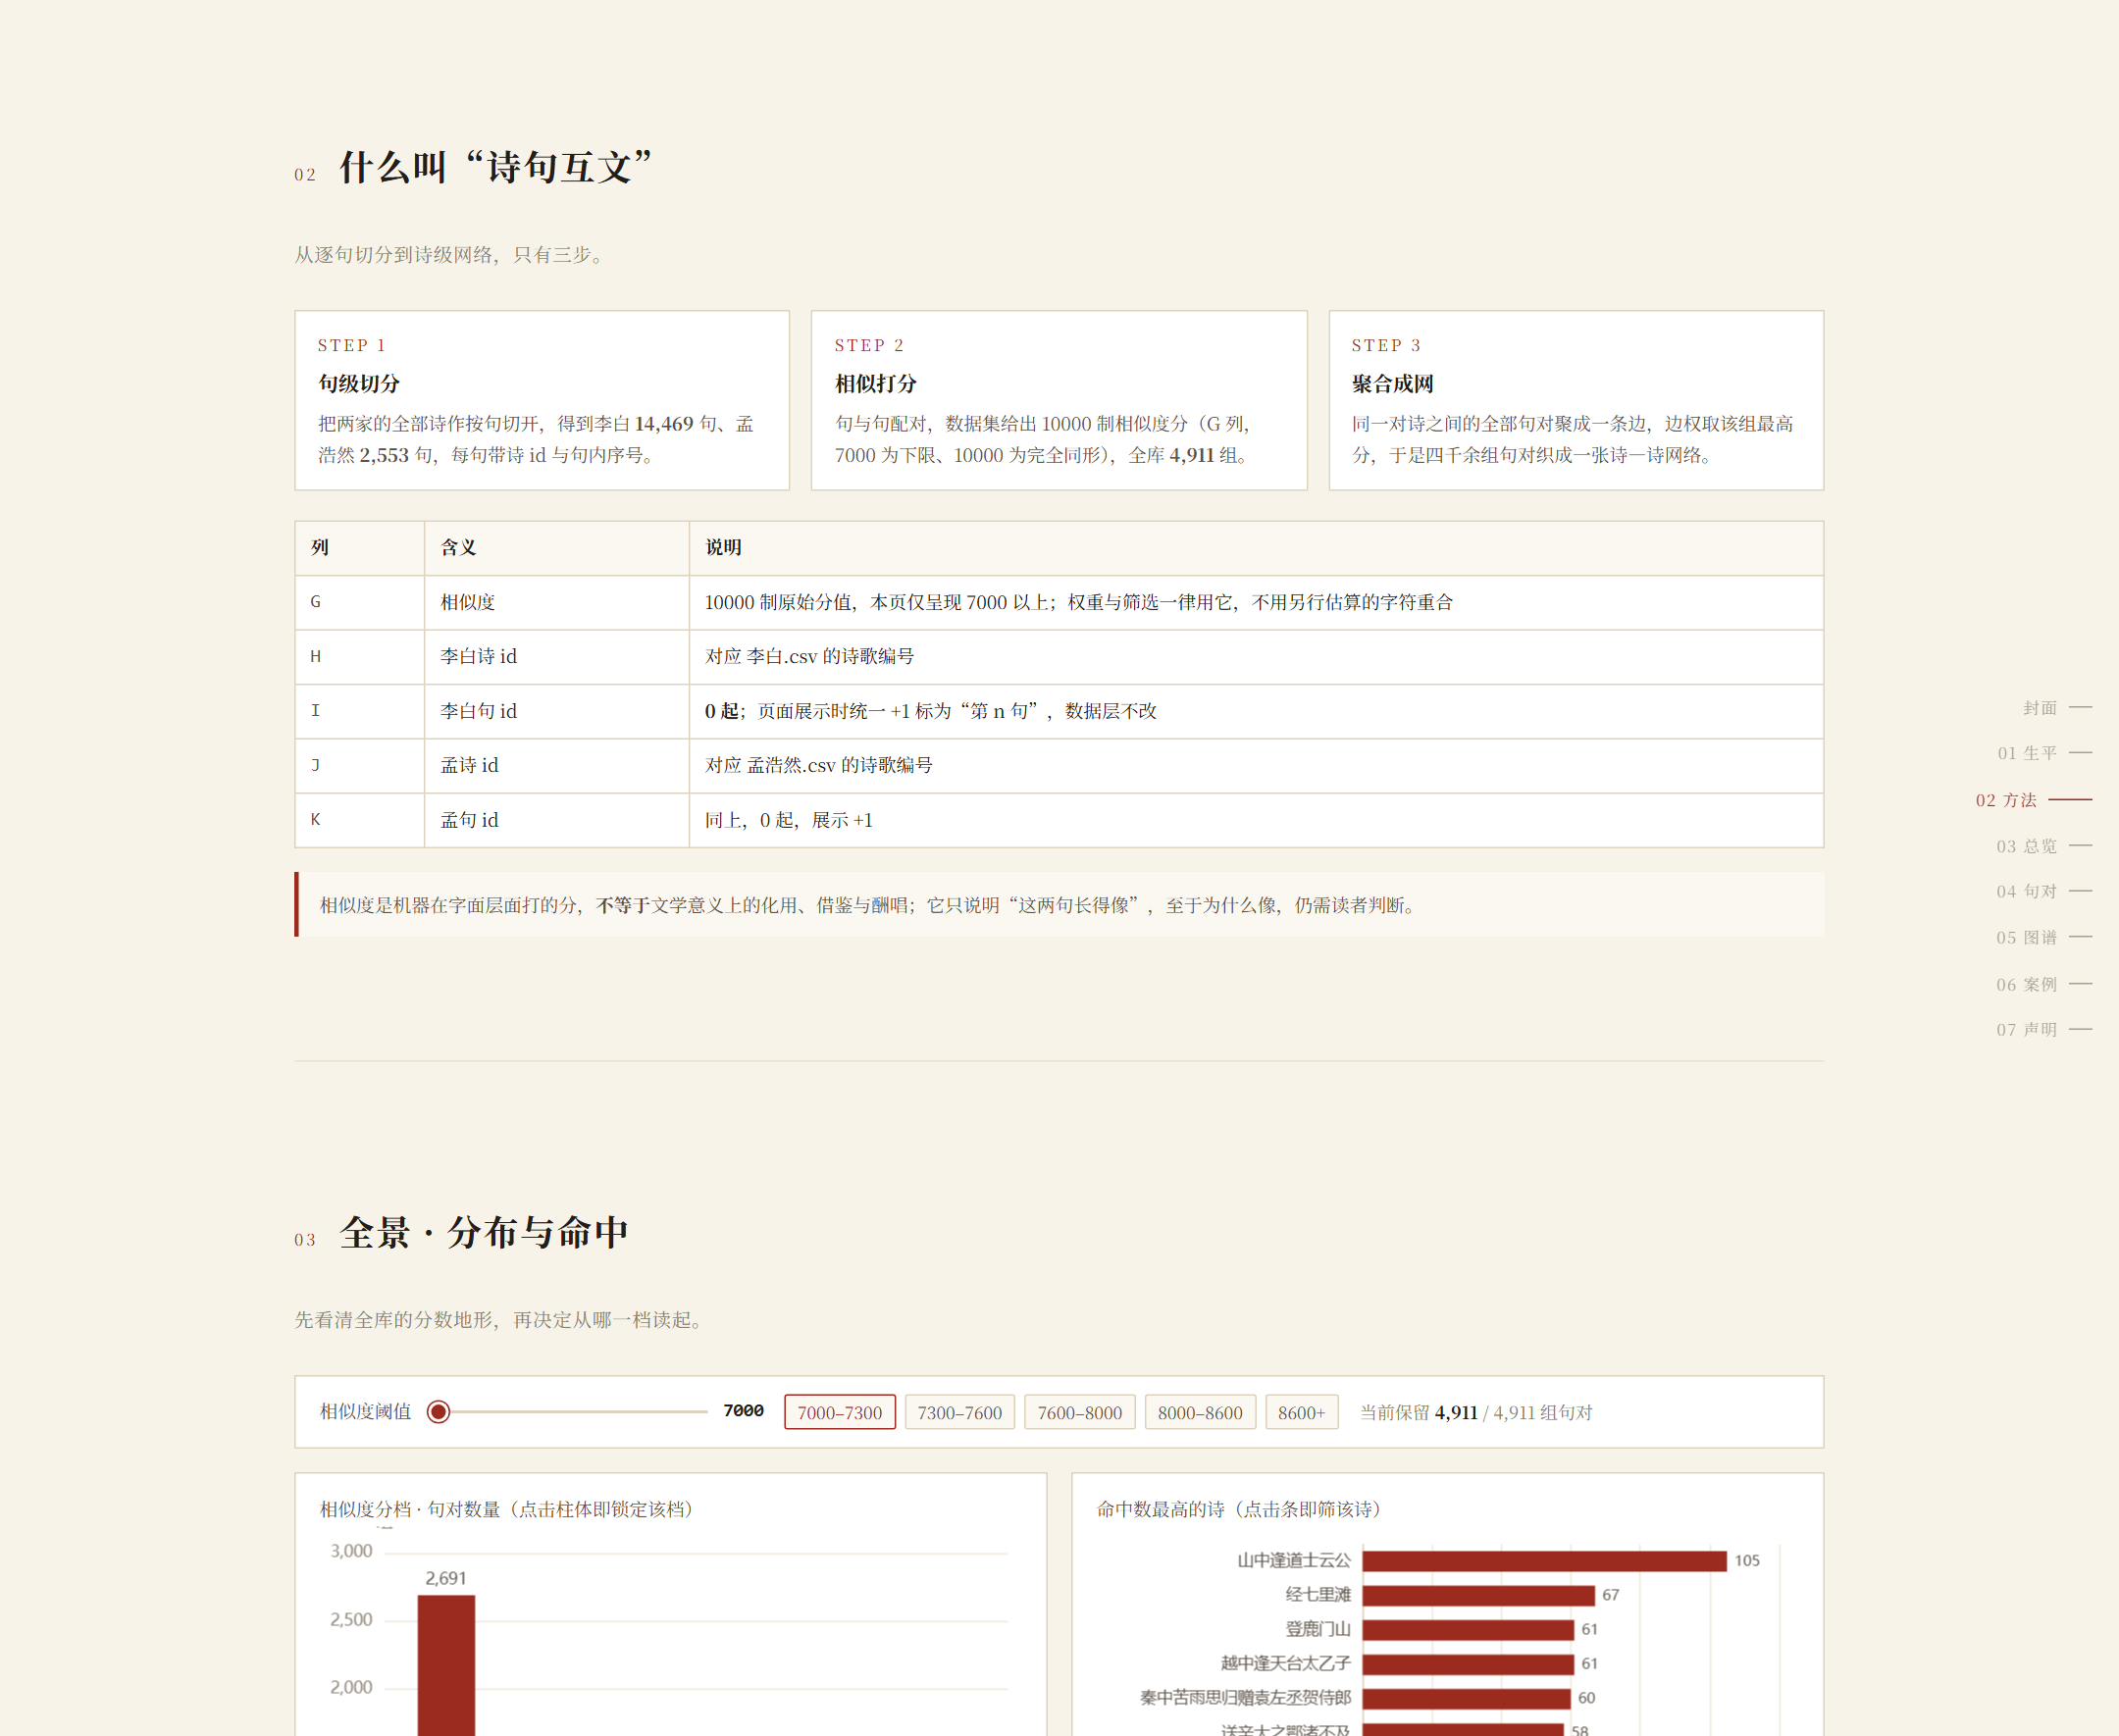 02 什么叫“诗句互文”
从逐句切分到诗级网络，只有三步。
STEP 1
句级切分
把两家的全部诗作按句切开，得到李白 14,469 句、孟
浩然 2,553 句，每句带诗 id 与句内序号。
STEP 2
相似打分
句与句配对，数据集给出 10000 制相似度分（G 列，
7000 为下限、10000 为完全同形），全库 4,911 组。
STEP 3
聚合成网
同一对诗之间的全部句对聚成一条边，边权取该组最高
分，于是四千余组句对织成一张诗—诗网络。
列 含义 说明
G 相似度 10000 制原始分值，本页仅呈现 7000 以上；权重与筛选一律用它，不用另行估算的字符重合
H 李白诗 id 对应 李白.csv 的诗歌编号
I 李白句 id 0 起；页面展示时统一 +1 标为“第 n 句”，数据层不改
J 孟诗 id 对应 孟浩然.csv 的诗歌编号
K 孟句 id 同上，0 起，展示 +1
相似度是机器在字面层面打的分，不等于文学意义上的化用、借鉴与酬唱；它只说明“这两句长得像”，至于为什么像，仍需读者判断。
封面
01 生平
02 方法
03 总览
04 句对
05 图谱
06 案例
07 声明
03 全景 · 分布与命中
先看清全库的分数地形，再决定从哪一档读起。
相似度阈值 7000 7000–7300 7300–7600 7600–8000 8000–8600 8600+ 当前保留 4,911 / 4,911 组句对
相似度分档 · 句对数量（点击柱体即锁定该档）
3,000
2,691
2,500
2,000
命中数最高的诗（点击条即筛该诗）
山中逢道士云公 105
经七里滩 67
登鹿门山 61
越中逢天台太乙子 61
秦中苦雨思归赠袁左丞贺侍郎 60
送辛大之鄂渚不及 58